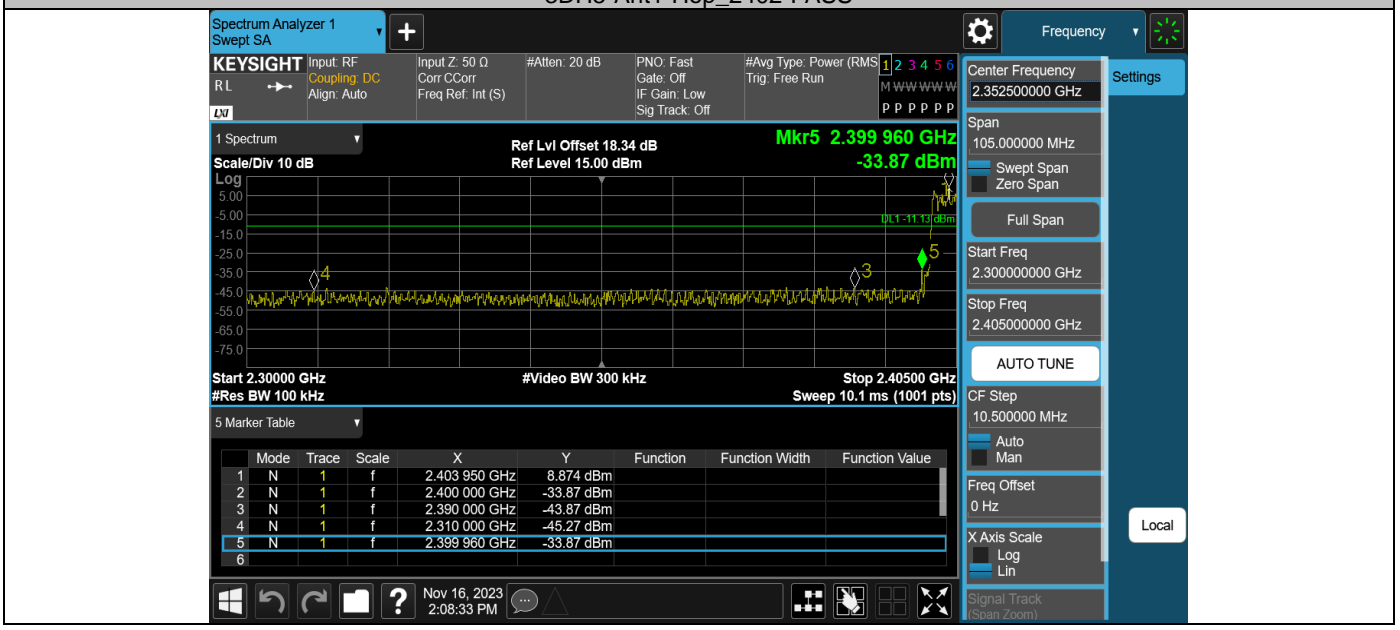 Spectrum Analyzer 1
Swept SA
Frequency
KEYSIGHT
RL
LXI
Input: RF
Coupling: DC
Align: Auto
Input Z: 50 Ω
Corr CCorr
Freq Ref: Int (S)
#Atten: 20 dB
PNO: Fast
Gate: Off
IF Gain: Low
Sig Track: Off
#Avg Type: Power (RMS
Trig: Free Run
1 2 3 4 5 6
M W W W W W
P P P P P P
1 Spectrum
Scale/Div 10 dB
Ref Lvl Offset 18.34 dB
Ref Level 15.00 dBm
Mkr5 2.399 960 GHz
-33.87 dBm
Log
5.00
-5.00
-15.0
-25.0
-35.0
-45.0
-55.0
-65.0
-75.0
DL1 -11.13 dBm
4
3
5
Start 2.30000 GHz
#Video BW 300 kHz
Stop 2.40500 GHz
#Res BW 100 kHz
Sweep 10.1 ms (1001 pts)
5 Marker Table
Mode Trace Scale X Y Function Function Width Function Value
1 N 1 f 2.403 950 GHz 8.874 dBm
2 N 1 f 2.400 000 GHz -33.87 dBm
3 N 1 f 2.390 000 GHz -43.87 dBm
4 N 1 f 2.310 000 GHz -45.27 dBm
5 N 1 f 2.399 960 GHz -33.87 dBm
6
Nov 16, 2023
2:08:33 PM
Center Frequency
2.352500000 GHz
Span
105.000000 MHz
Swept Span
Zero Span
Full Span
Start Freq
2.300000000 GHz
Stop Freq
2.405000000 GHz
AUTO TUNE
CF Step
10.500000 MHz
Auto
Man
Freq Offset
0 Hz
X Axis Scale
Log
Lin
Signal Track
(Span Zoom)
Settings
Local